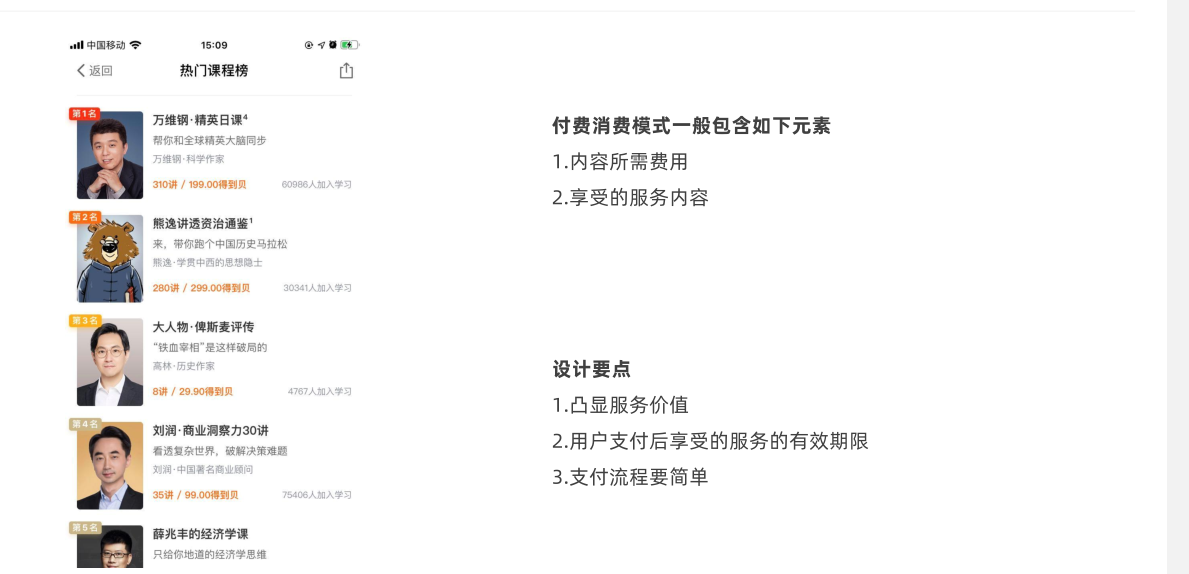 中国移动 15:09
返回 热门课程榜
第1名
万维钢·精英日课⁴
帮你和全球精英大脑同步
万维钢·科学作家
310讲 / 199.00得到贝 60986人加入学习
第2名
熊逸讲透资治通鉴¹
来，带你跑个中国历史马拉松
熊逸·学贯中西的思想隐士
280讲 / 299.00得到贝 30341人加入学习
第3名
大人物·俾斯麦评传
“铁血宰相”是这样破局的
高林·历史作家
8讲 / 29.90得到贝 4767人加入学习
第4名
刘润·商业洞察力30讲
看透复杂世界，破解决策难题
刘润·中国著名商业顾问
35讲 / 99.00得到贝 75406人加入学习
第5名
薛兆丰的经济学课
只给你地道的经济学思维
付费消费模式一般包含如下元素
1.内容所需费用
2.享受的服务内容
设计要点
1.凸显服务价值
2.用户支付后享受的服务的有效期限
3.支付流程要简单